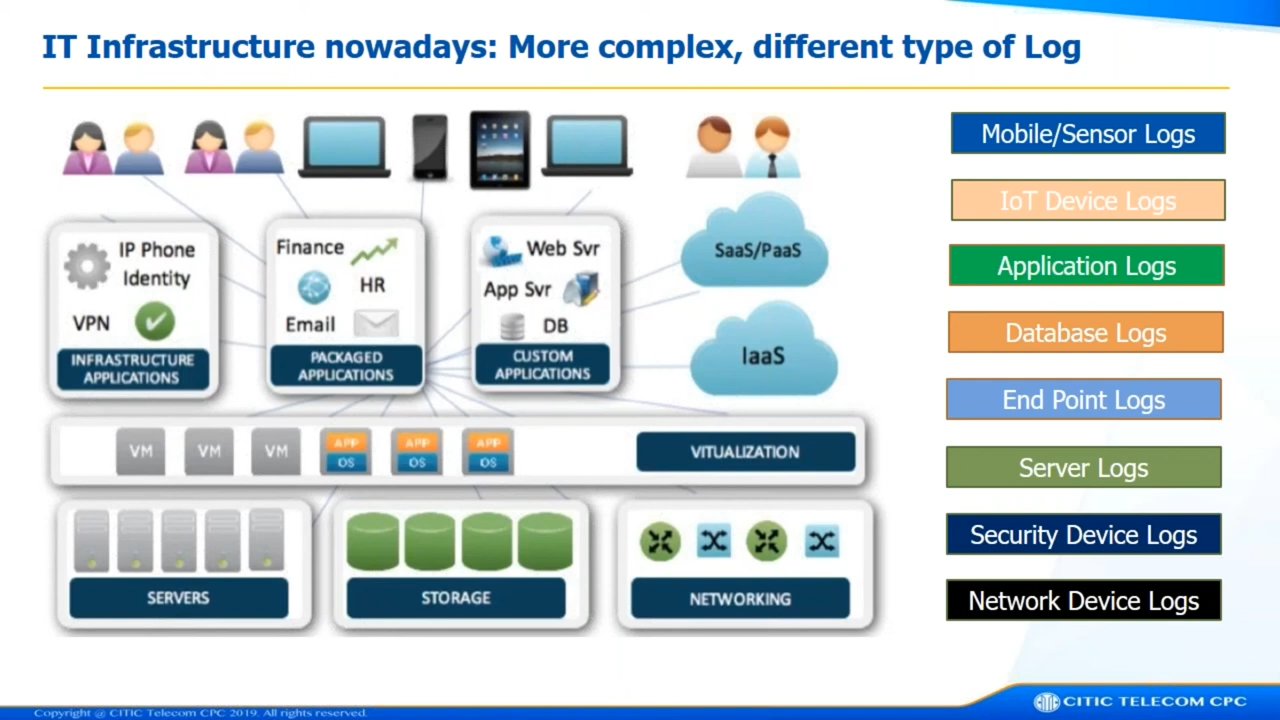 IT Infrastructure nowadays: More complex, different type of Log
IP Phone
Identity
VPN
INFRASTRUCTURE
APPLICATIONS
Finance
HR
Email
PACKAGED
APPLICATIONS
Web Svr
App Svr
DB
CUSTOM
APPLICATIONS
SaaS/PaaS
IaaS
VM
VM
VM
APP
OS
APP
OS
APP
OS
VITUALIZATION
SERVERS
STORAGE
NETWORKING
Mobile/Sensor Logs
IoT Device Logs
Application Logs
Database Logs
End Point Logs
Server Logs
Security Device Logs
Network Device Logs
Copyright @ CITIC Telecom CPC 2019. All rights reserved.
CITIC TELECOM CPC